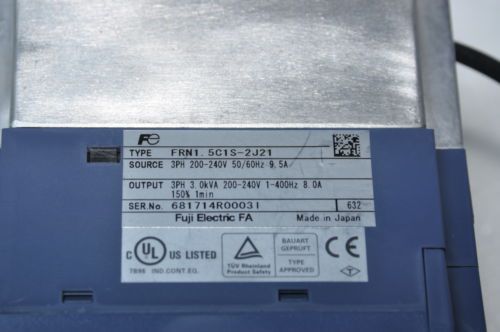 Fe
TYPE FRN1.5C1S-2J21
SOURCE 3PH 200-240V 50/60Hz 9.5A
OUTPUT 3PH 3.0kVA 200-240V 1-400Hz 8.0A
150% 1min
SER.No. 681714R0003I 632
Fuji Electric FA Made in Japan
C UL US LISTED
7B98 IND.CONT.EQ.
TÜV Rheinland
Product Safety
BAUART
GEPRÜFT
TYPE
APPROVED
CE
T